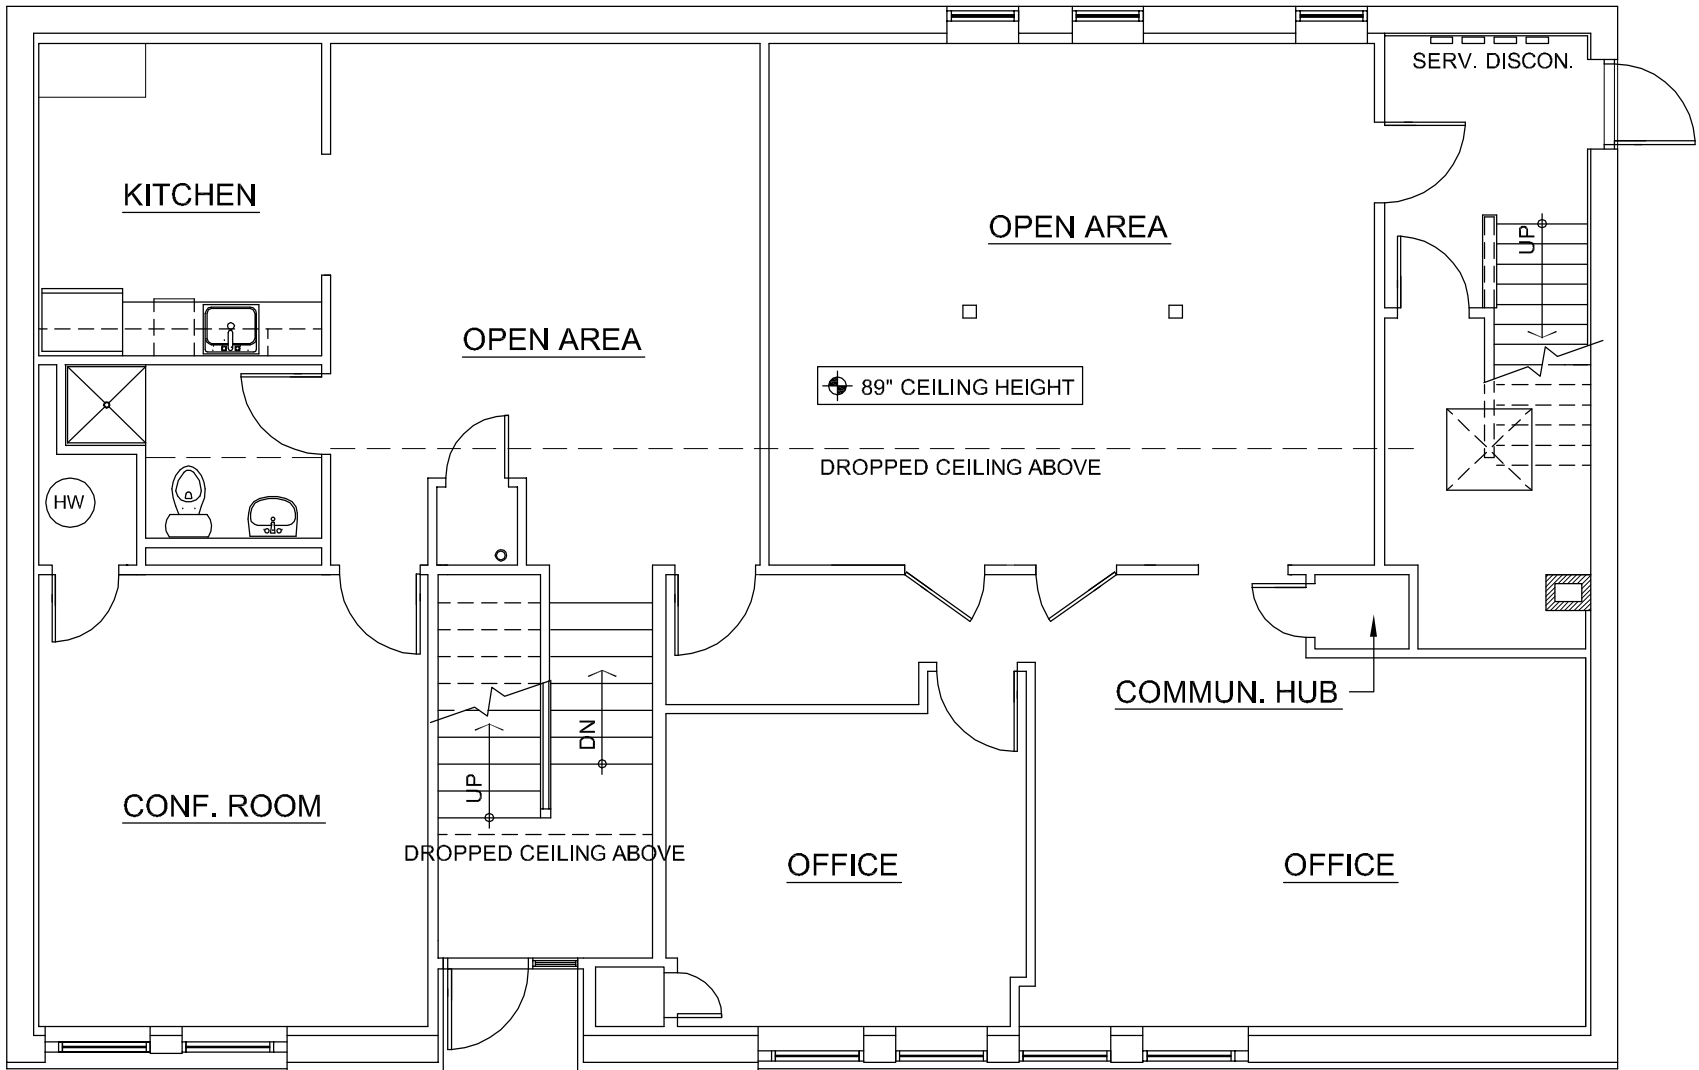 SERV. DISCON.
KITCHEN
OPEN AREA
UP
OPEN AREA
89" CEILING HEIGHT
DROPPED CEILING ABOVE
HW
COMMUN. HUB
DN
UP
CONF. ROOM
DROPPED CEILING ABOVE
OFFICE
OFFICE